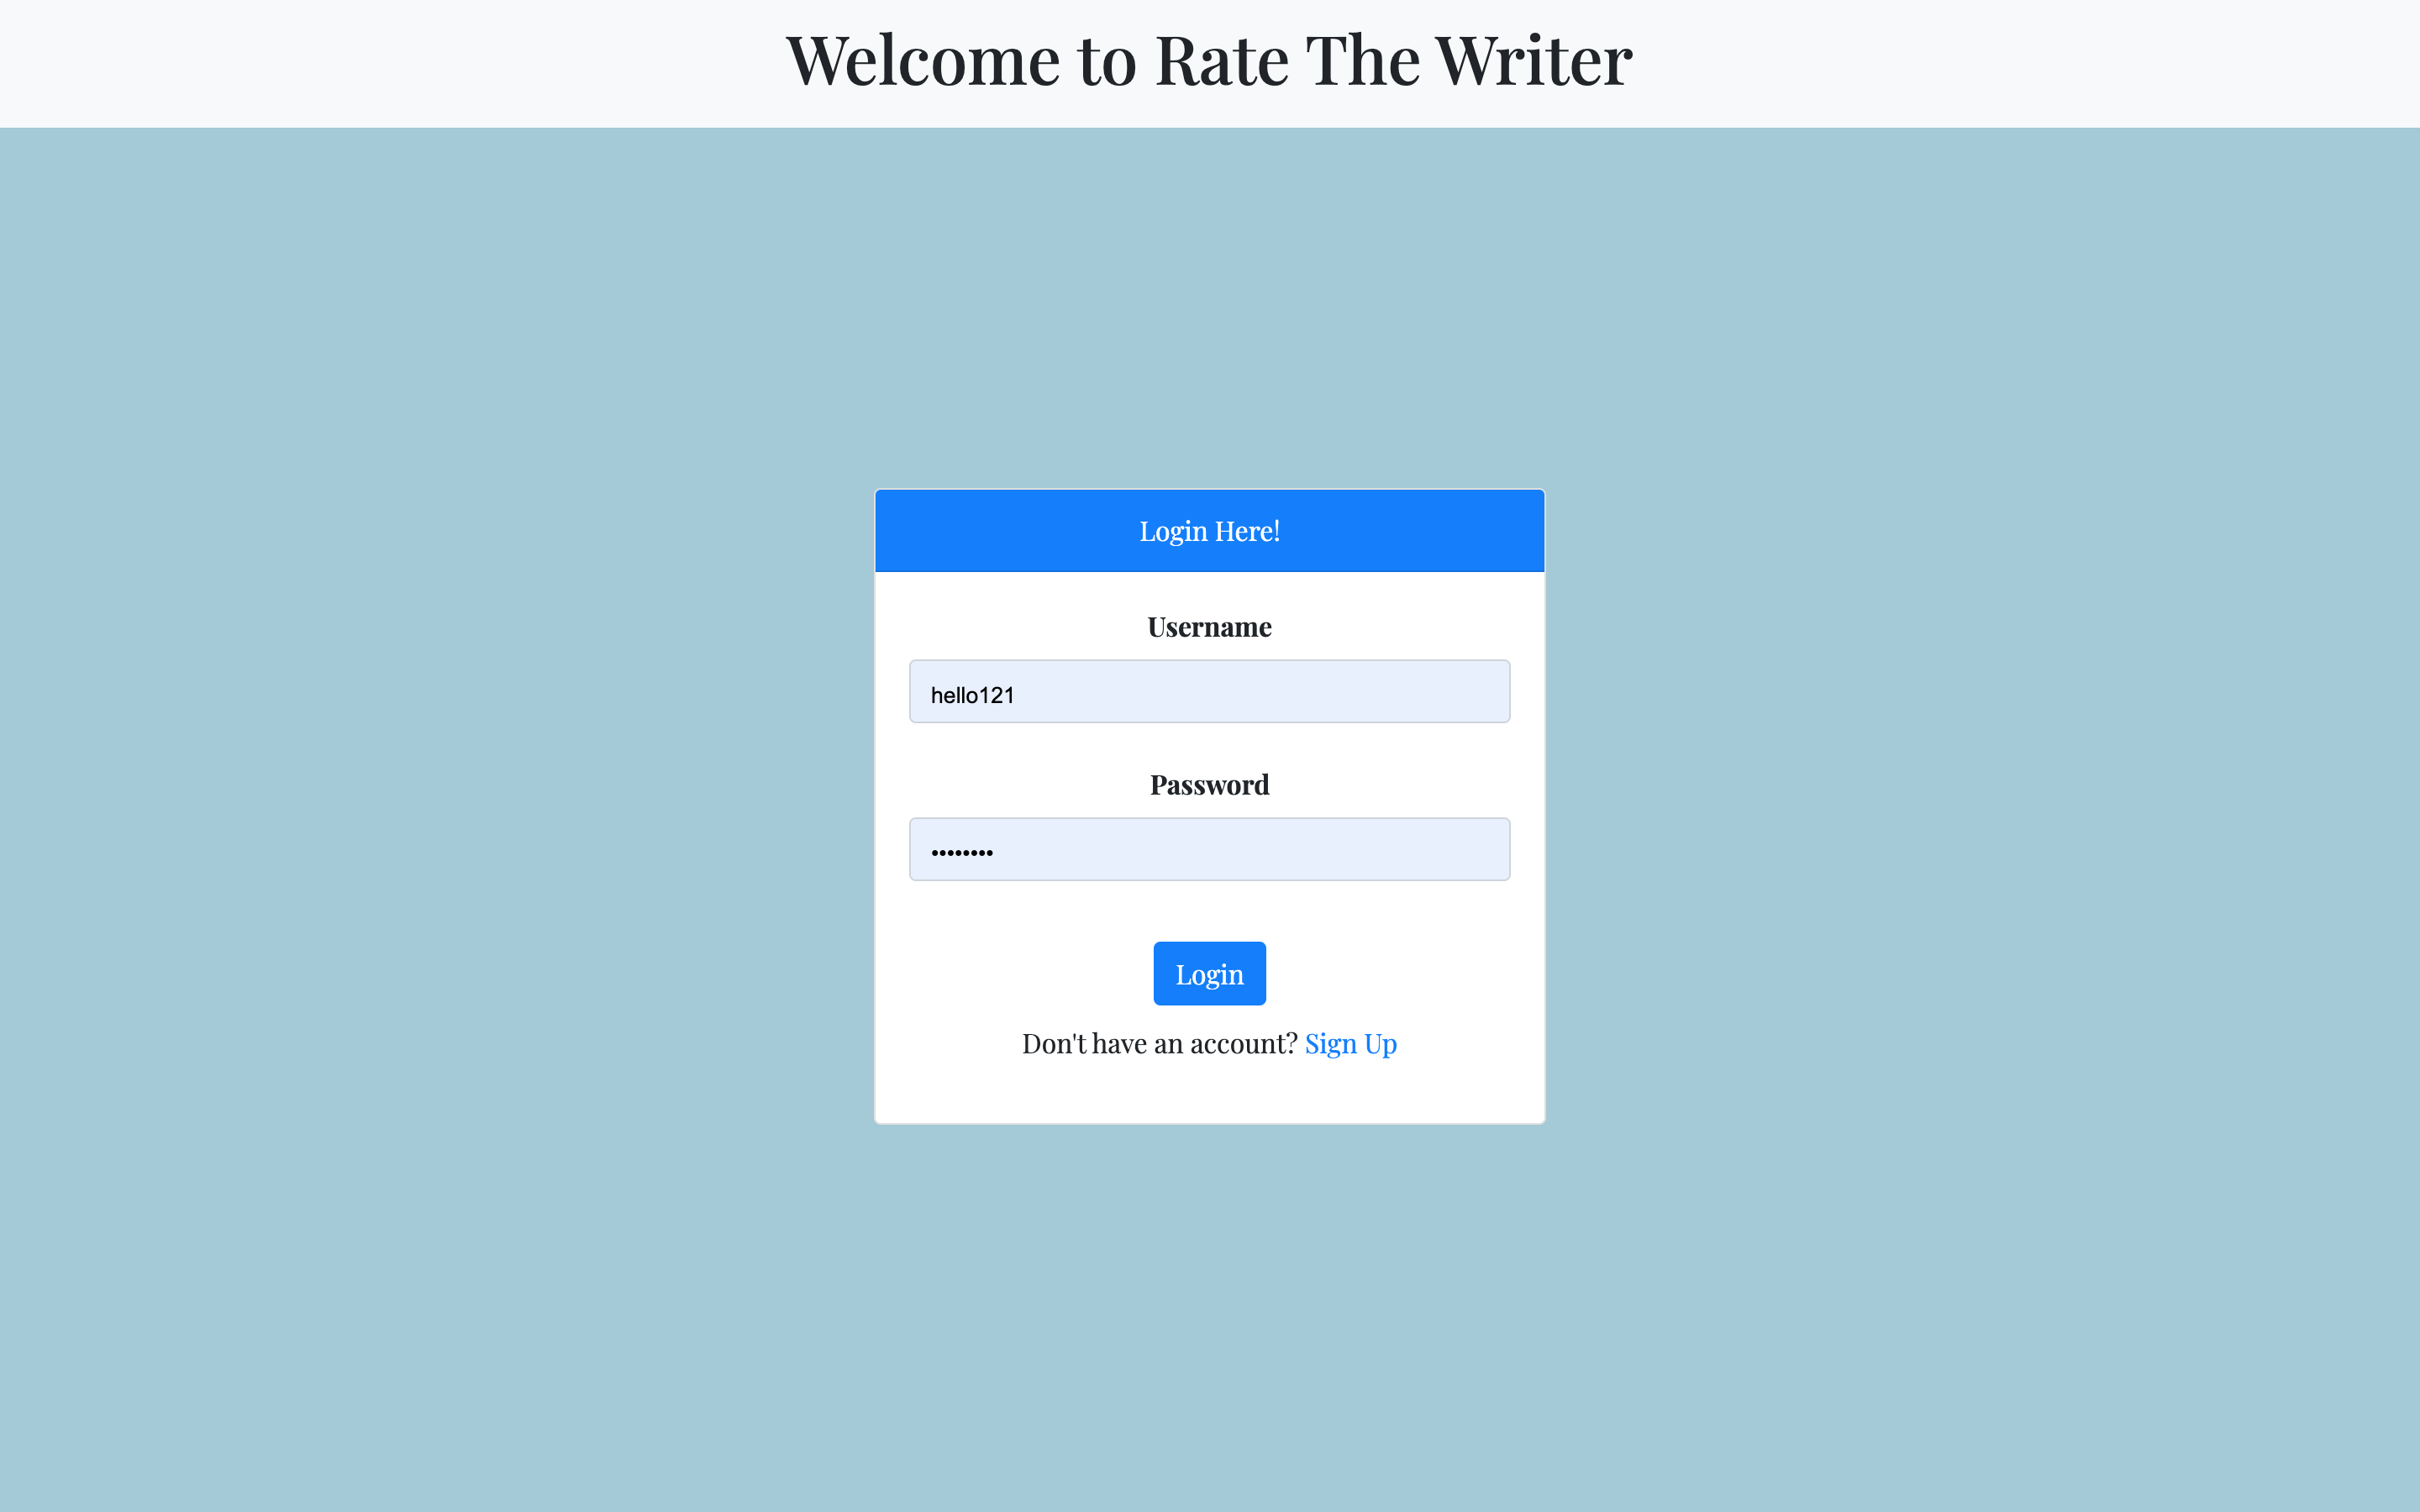 Welcome to Rate The Writer
Login Here!
Username
hello121
Password
••••••••
Login
Don't have an account? Sign Up